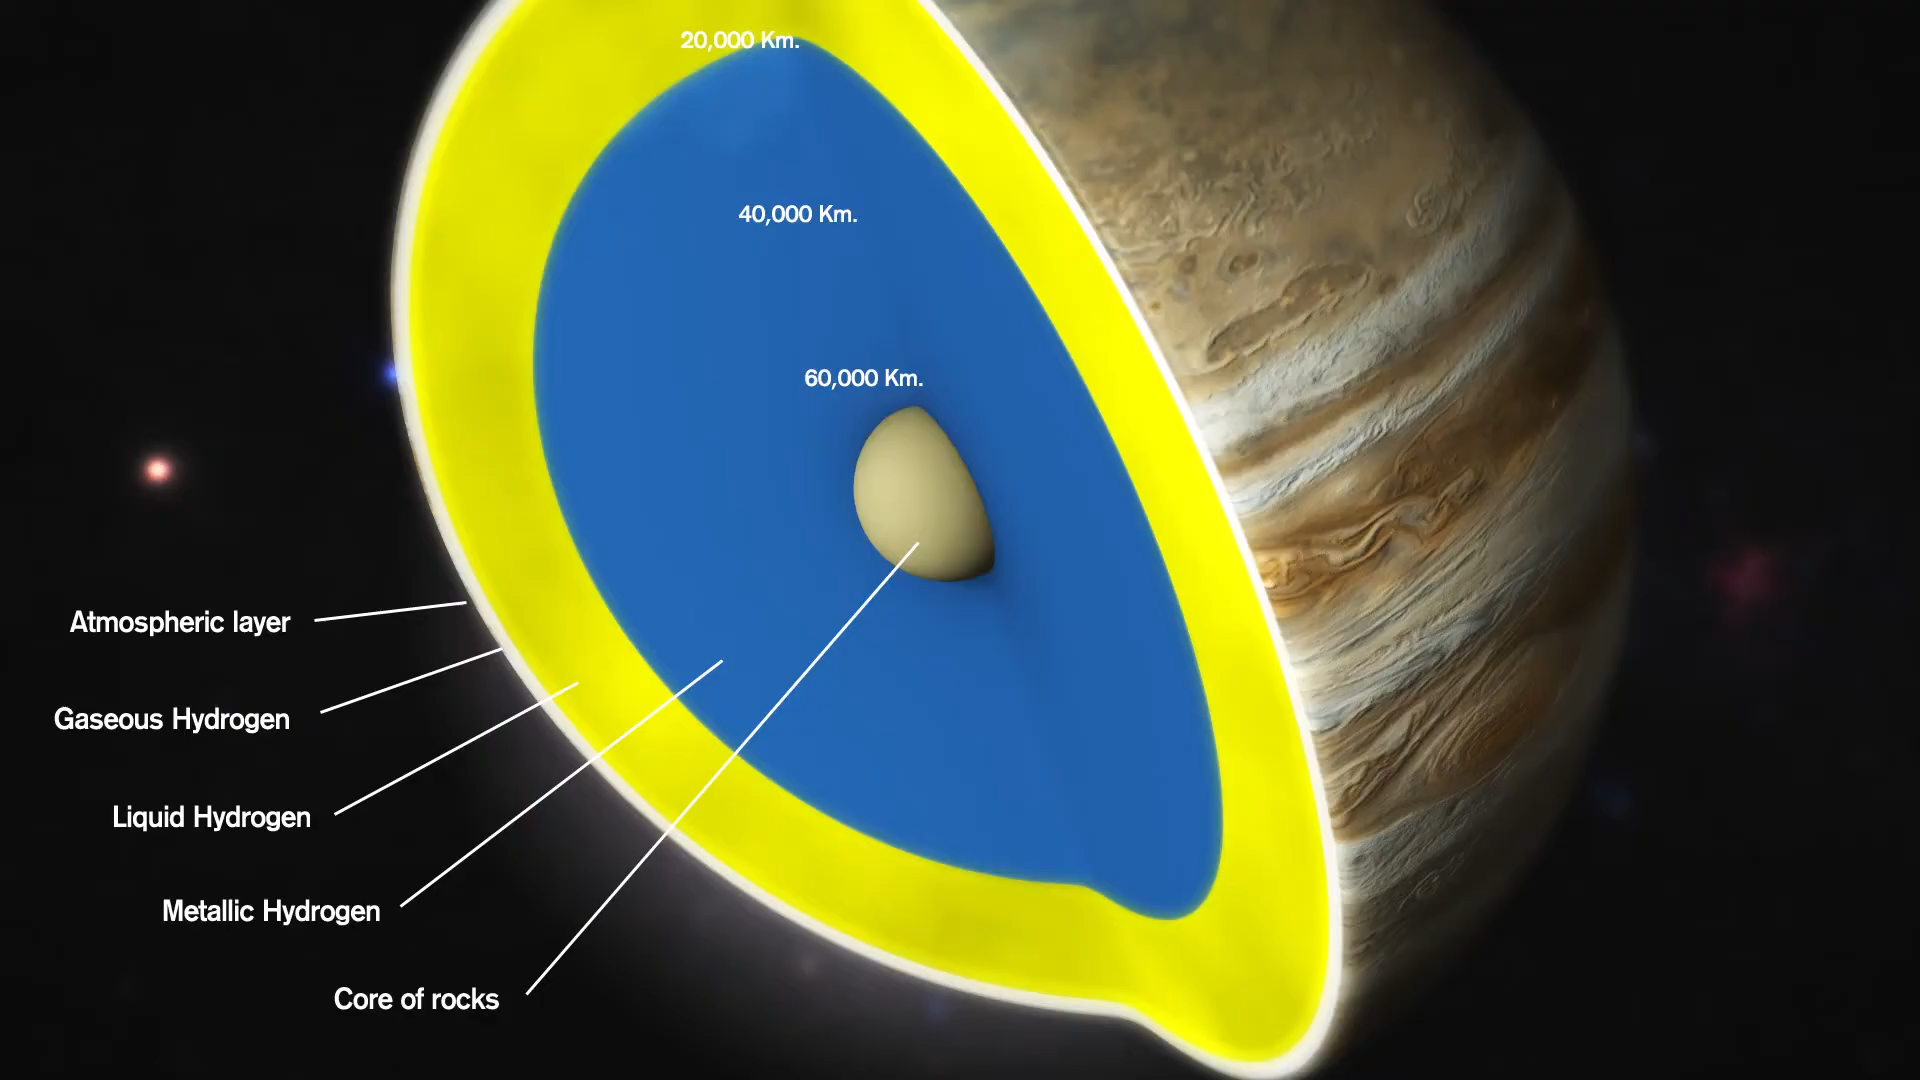 20,000 Km.
40,000 Km.
60,000 Km.
Atmospheric layer
Gaseous Hydrogen
Liquid Hydrogen
Metallic Hydrogen
Core of rocks